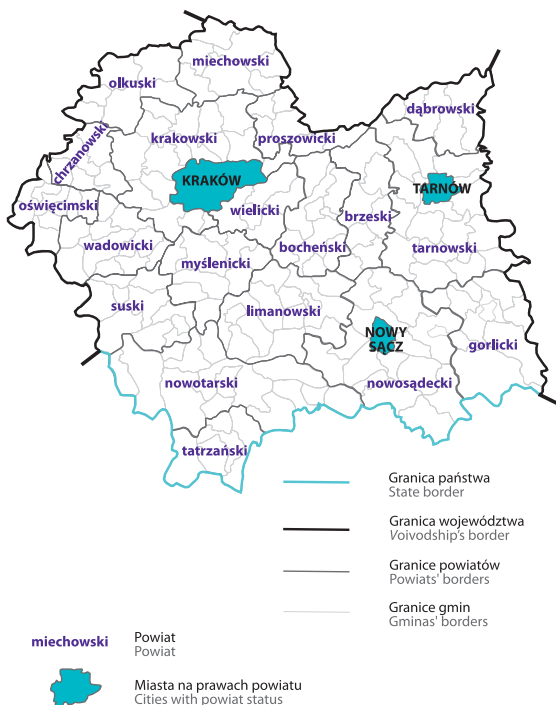 miechowski
olkuski
dąbrowski
krakowski
proszowicki
chrzanowski
KRAKÓW
TARNÓW
oświęcimski
wielicki
brzeski
wadowicki
bocheński
tarnowski
myślenicki
suski
limanowski
NOWY
SĄCZ
gorlicki
nowotarski
nowosądecki
tatrzański
Granica państwa
State border
Granica województwa
Voivodship's border
Granice powiatów
Powiats' borders
Granice gmin
Gminas' borders
miechowski
Powiat
Powiat
Miasta na prawach powiatu
Cities with powiat status